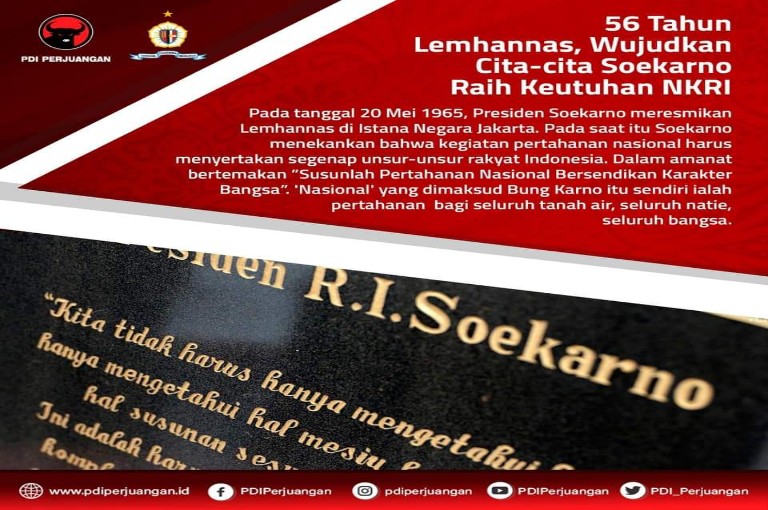 PDI PERJUANGAN
56 Tahun
Lemhannas, Wujudkan
Cita-cita Soekarno
Raih Keutuhan NKRI
Pada tanggal 20 Mei 1965, Presiden Soekarno meresmikan
Lemhannas di Istana Negara Jakarta. Pada saat itu Soekarno
menekankan bahwa kegiatan pertahanan nasional harus
menyertakan segenap unsur-unsur rakyat Indonesia. Dalam amanat
bertemakan "Susunlah Pertahanan Nasional Bersendikan Karakter
Bangsa". 'Nasional' yang dimaksud Bung Karno itu sendiri ialah
pertahanan bagi seluruh tanah air, seluruh natie,
seluruh bangsa.
R.I. Soekarno
"Kita tidak harus hanya mengetahui
hanya mengetahui hal mesiu
hal susunan
Ini adalah
www.pdiperjuangan.id
PDIPerjuangan
pdiperjuangan
PDIPerjuangan
PDI_Perjuangan